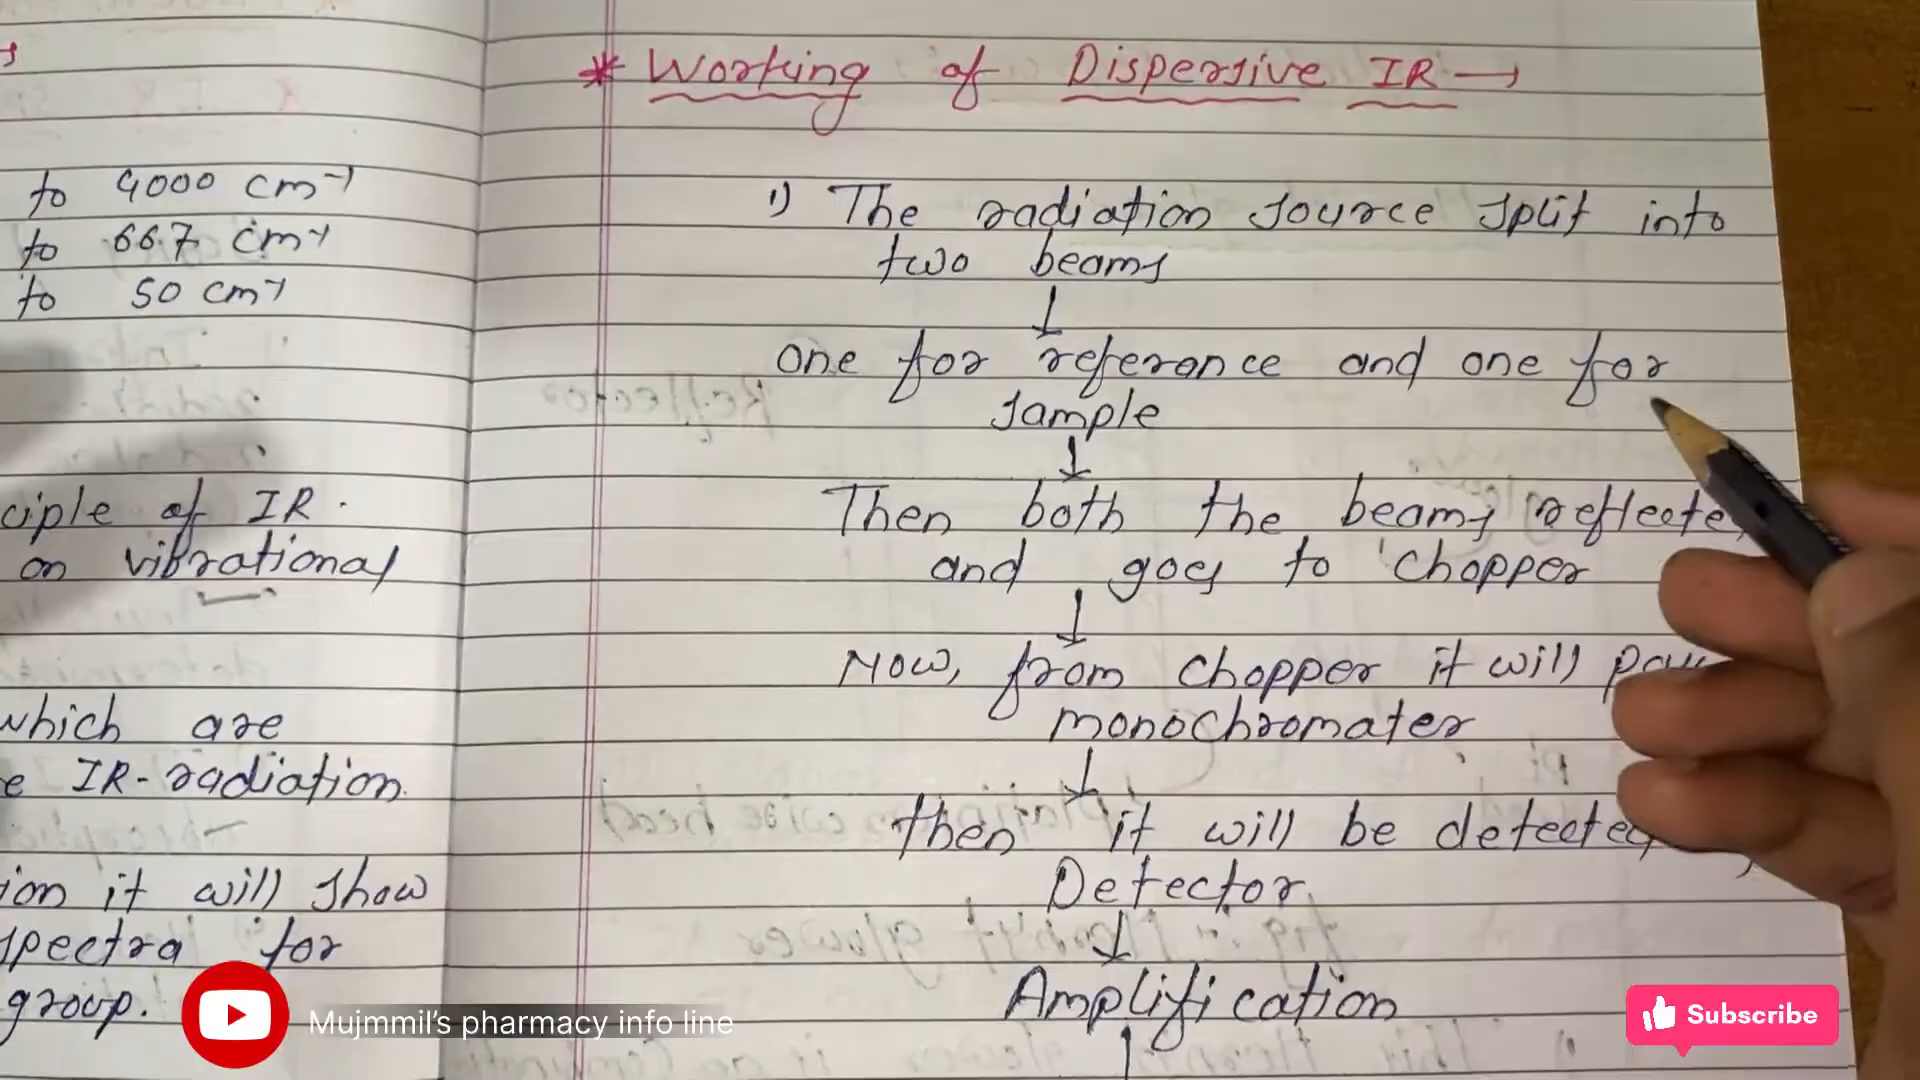 to 4000 cm⁻¹
to 667 cm⁻¹
to 50 cm⁻¹
ciple of IR.
on vibrational
which are
e IR-radiation.
ion it will show
spectra for
group.
* Working of Dispersive IR →
1) The radiation source split into
two beams
↓
one for reference and one for
sample
↓
Then both the beams reflected
and goes to chopper
↓
Now, from chopper it will
monochromater
↓
then it will be detected
Detector
↓
Amplification
Mujmmil's pharmacy info line
Subscribe